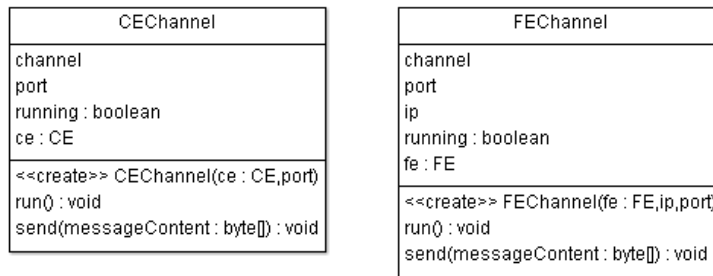 CEChannel
channel
port
running : boolean
ce : CE
<<create>> CEChannel(ce : CE,port)
run() : void
send(messageContent : byte[]) : void
FEChannel
channel
port
ip
running : boolean
fe : FE
<<create>> FEChannel(fe : FE,ip,port)
run() : void
send(messageContent : byte[]) : void